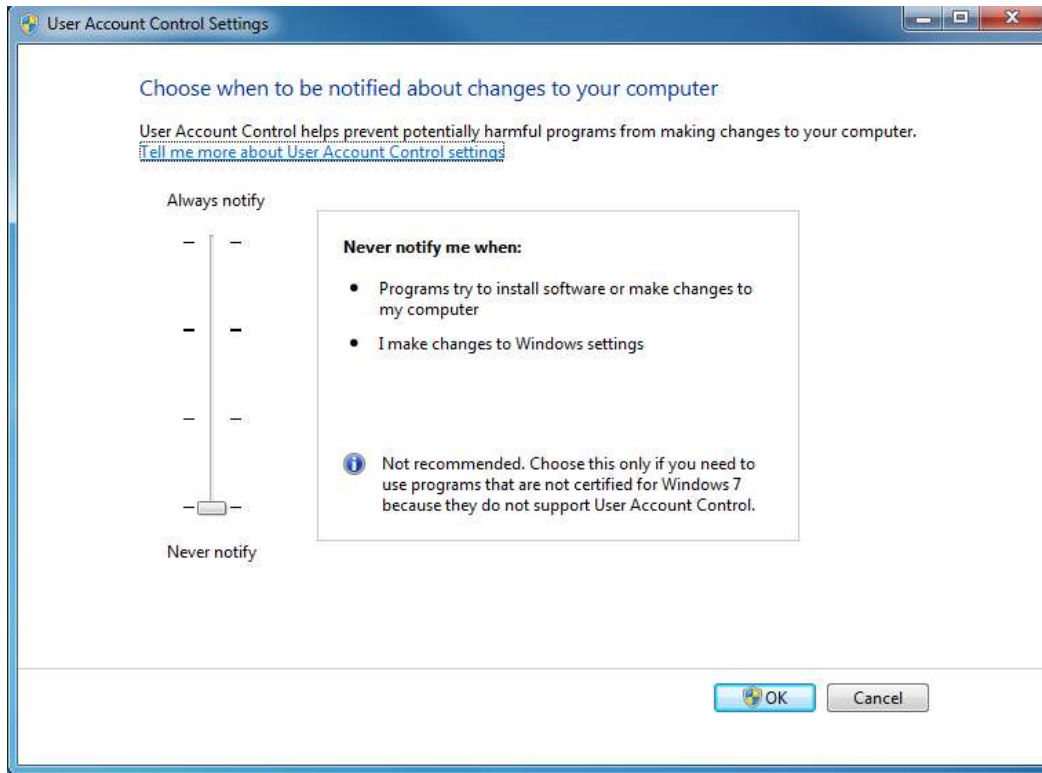 User Account Control Settings
Choose when to be notified about changes to your computer
User Account Control helps prevent potentially harmful programs from making changes to your computer.
Tell me more about User Account Control settings
Always notify
Never notify me when:
• Programs try to install software or make changes to
my computer
• I make changes to Windows settings
Not recommended. Choose this only if you need to
use programs that are not certified for Windows 7
because they do not support User Account Control.
Never notify
OK
Cancel